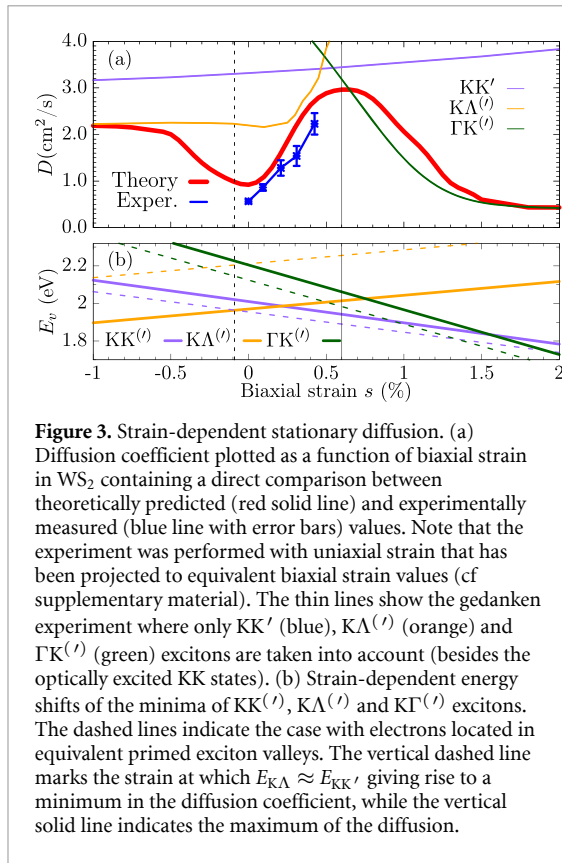 4.0
(a)
3.0
KK′
KΛ(′)
ΓK(′)
D(cm²/s)
2.0
1.0
Theory
Exper.
0.0
(b)
2.2
E_v (eV)
2
1.8
KK(′) KΛ(′) ΓK(′)
-1 -0.5 0 0.5 1 1.5 2
Biaxial strain s (%)
Figure 3. Strain-dependent stationary diffusion. (a)
Diffusion coefficient plotted as a function of biaxial strain
in WS₂ containing a direct comparison between
theoretically predicted (red solid line) and experimentally
measured (blue line with error bars) values. Note that the
experiment was performed with uniaxial strain that has
been projected to equivalent biaxial strain values (cf
supplementary material). The thin lines show the gedanken
experiment where only KK′ (blue), KΛ(′) (orange) and
ΓK(′) (green) excitons are taken into account (besides the
optically excited KK states). (b) Strain-dependent energy
shifts of the minima of KK(′), KΛ(′) and KΓ(′) excitons.
The dashed lines indicate the case with electrons located in
equivalent primed exciton valleys. The vertical dashed line
marks the strain at which E_KΛ ≈ E_KK′ giving rise to a
minimum in the diffusion coefficient, while the vertical
solid line indicates the maximum of the diffusion.